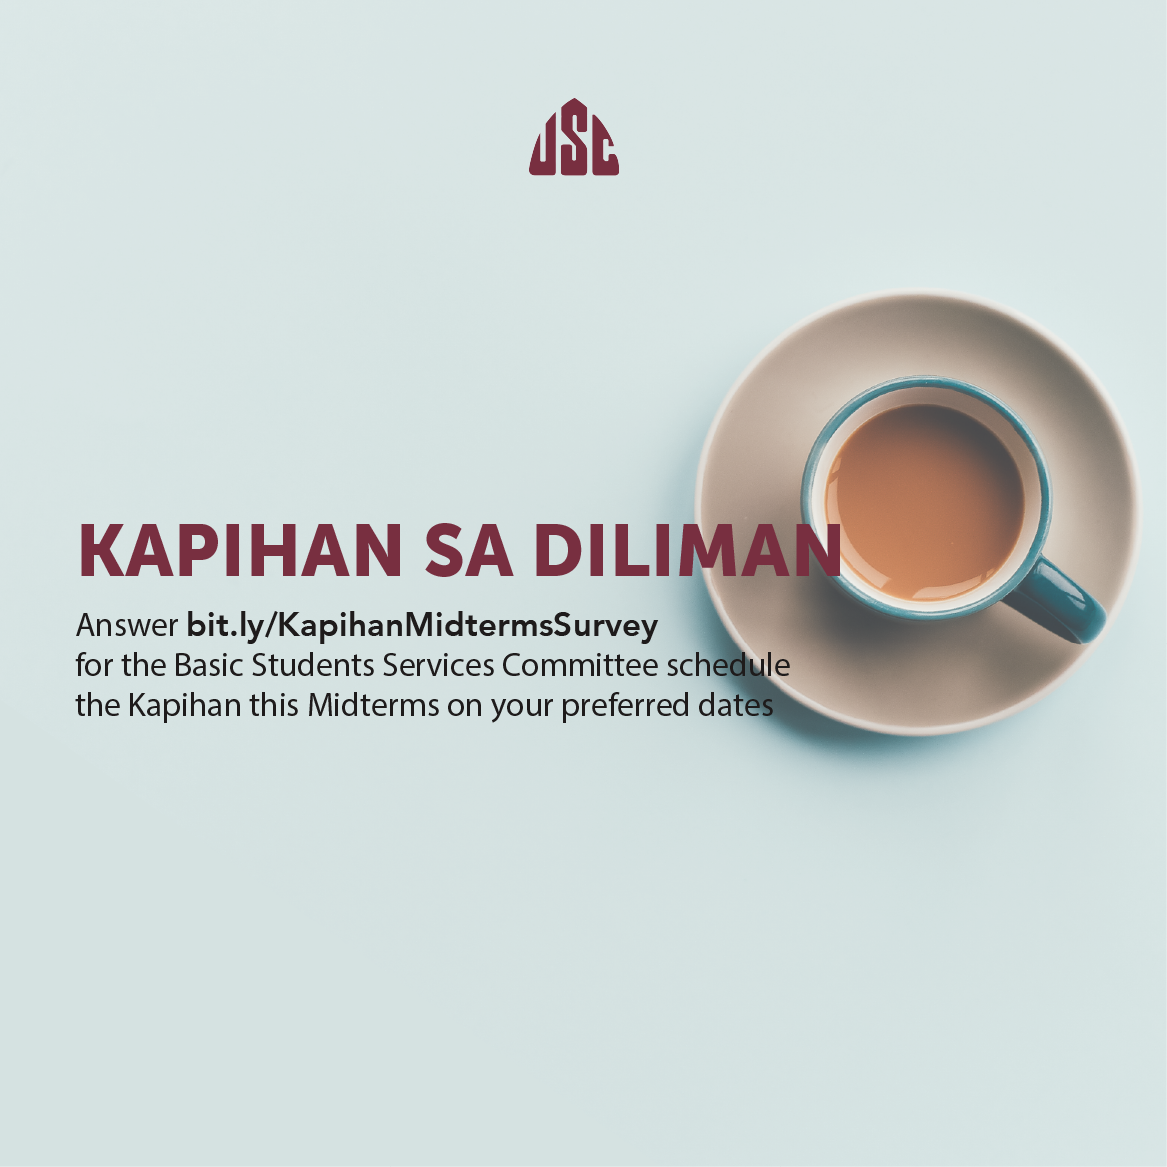 USC
KAPIHAN SA DILIMAN
Answer bit.ly/KapihanMidtermsSurvey
for the Basic Students Services Committee schedule
the Kapihan this Midterms on your preferred dates